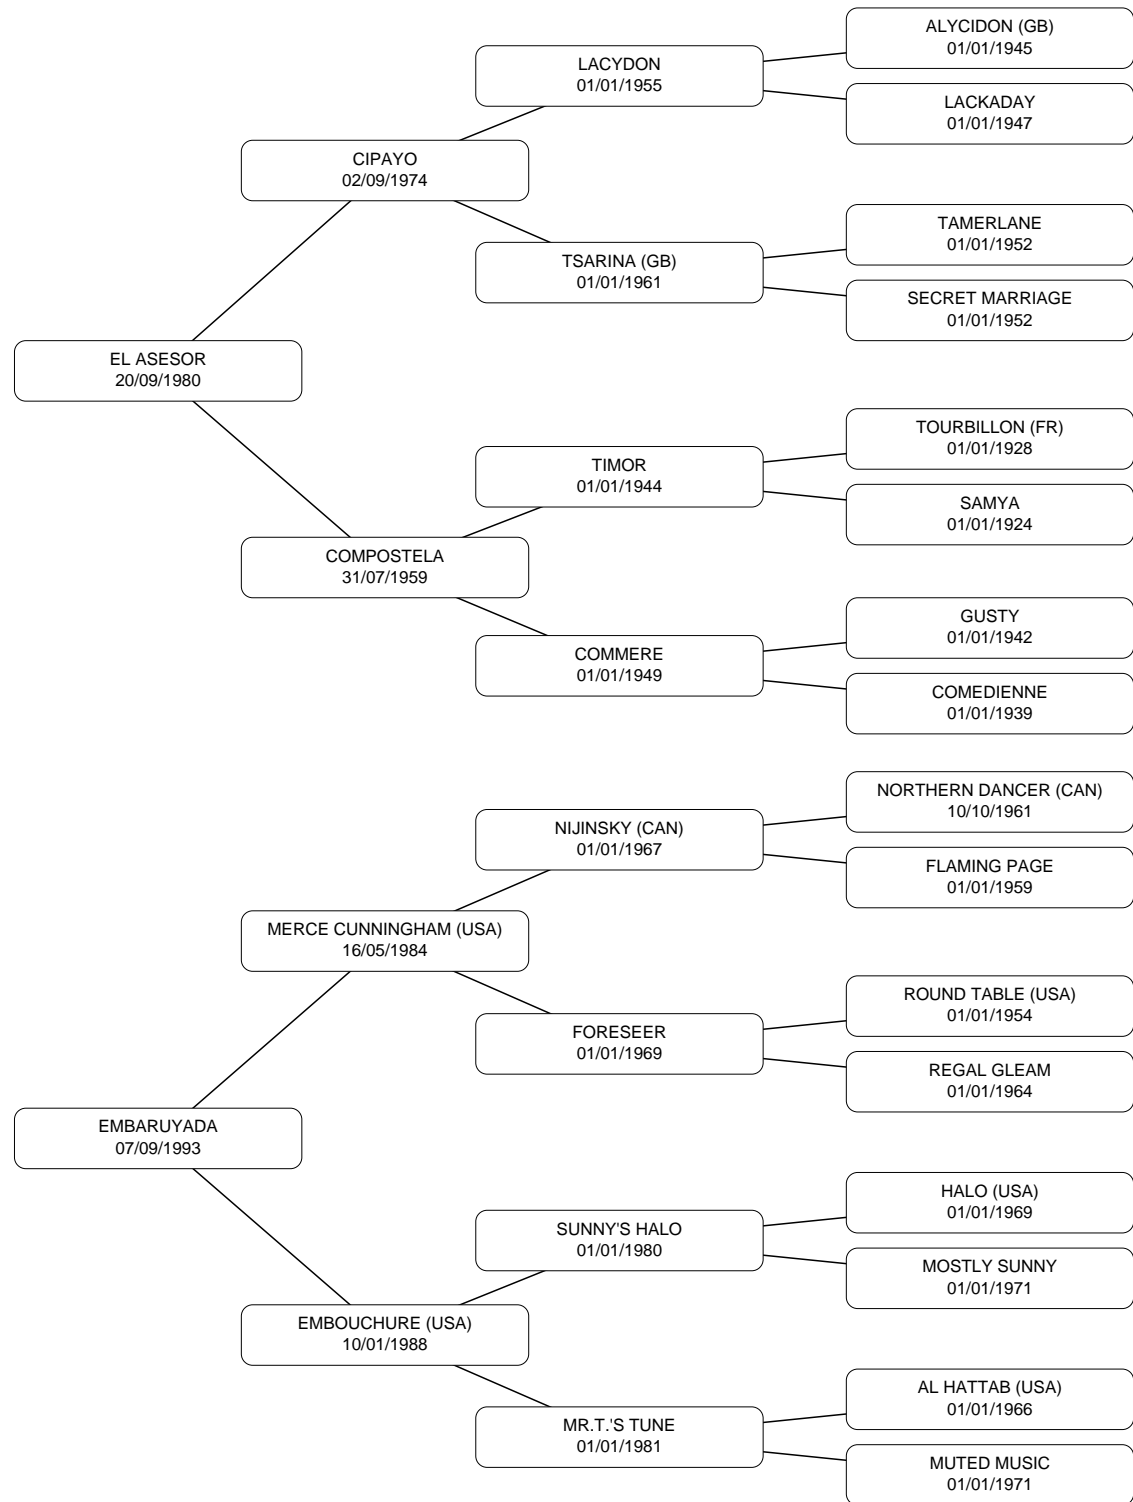 ALYCIDON (GB)
01/01/1945
LACYDON
01/01/1955
LACKADAY
01/01/1947
CIPAYO
02/09/1974
TAMERLANE
01/01/1952
TSARINA (GB)
01/01/1961
SECRET MARRIAGE
01/01/1952
EL ASESOR
20/09/1980
TOURBILLON (FR)
01/01/1928
TIMOR
01/01/1944
SAMYA
01/01/1924
COMPOSTELA
31/07/1959
GUSTY
01/01/1942
COMMERE
01/01/1949
COMEDIENNE
01/01/1939
NORTHERN DANCER (CAN)
10/10/1961
NIJINSKY (CAN)
01/01/1967
FLAMING PAGE
01/01/1959
MERCE CUNNINGHAM (USA)
16/05/1984
ROUND TABLE (USA)
01/01/1954
FORESEER
01/01/1969
REGAL GLEAM
01/01/1964
EMBARUYADA
07/09/1993
HALO (USA)
01/01/1969
SUNNY'S HALO
01/01/1980
MOSTLY SUNNY
01/01/1971
EMBOUCHURE (USA)
10/01/1988
AL HATTAB (USA)
01/01/1966
MR.T.'S TUNE
01/01/1981
MUTED MUSIC
01/01/1971